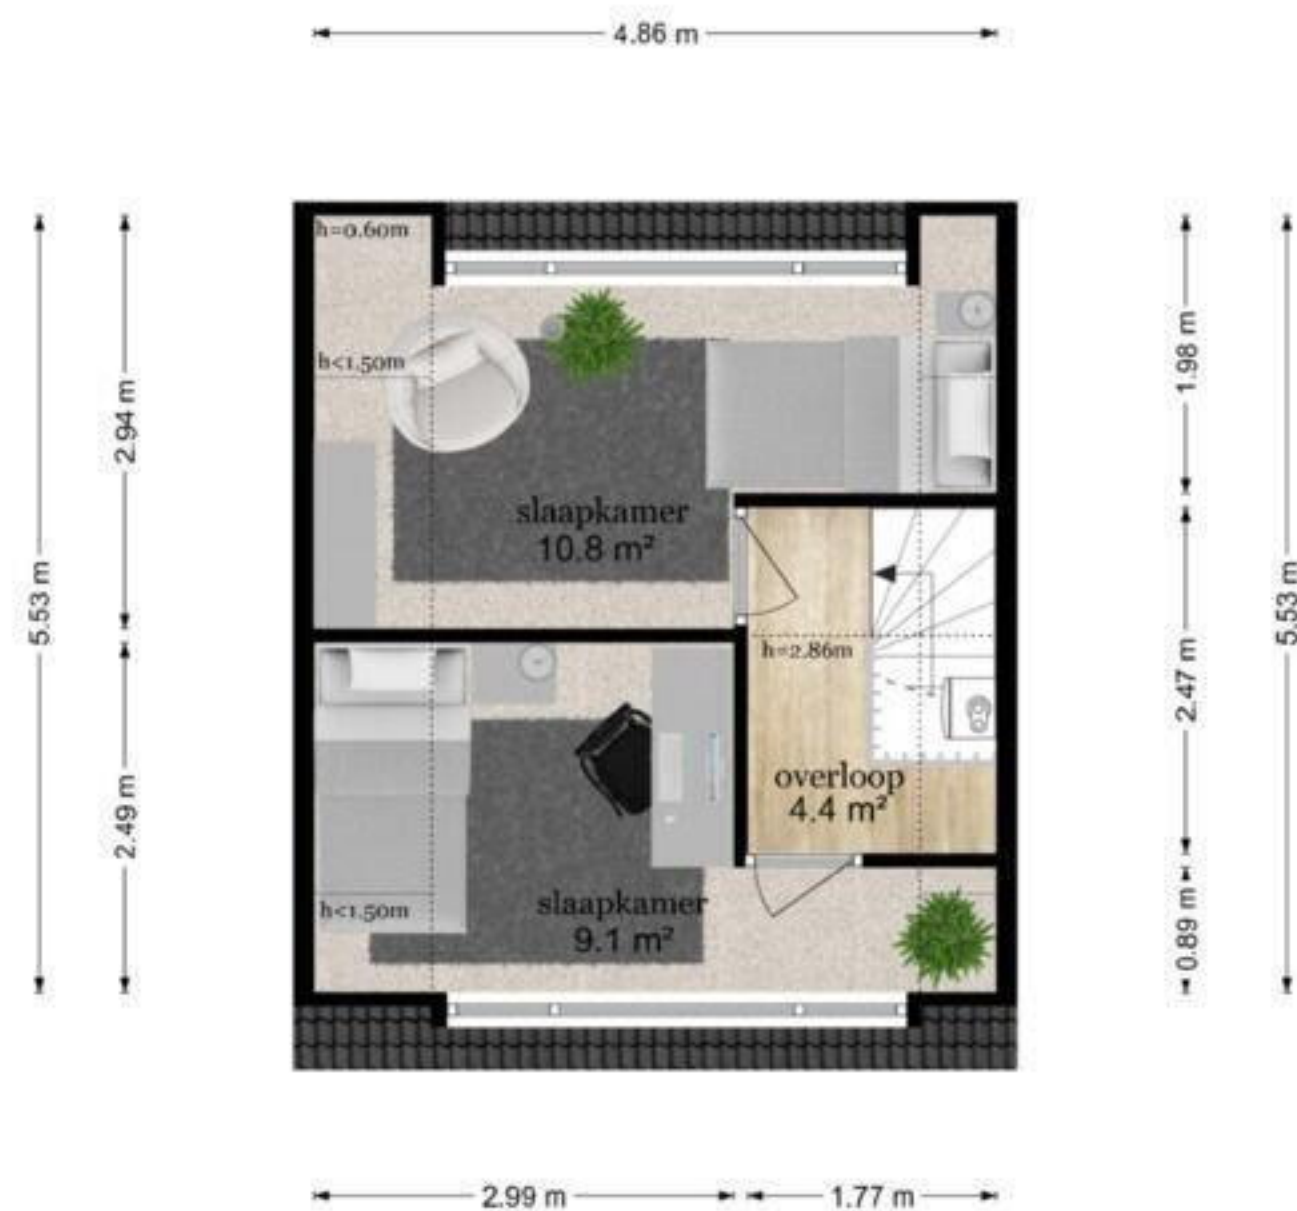 4.86 m
h=0.60m
h<1.50m
1.98 m
2.94 m
slaapkamer
10.8 m²
5.53 m
5.53 m
h=2.86m
2.47 m
overloop
4.4 m²
2.49 m
h<1.50m
slaapkamer
9.1 m²
0.89 m
2.99 m
1.77 m